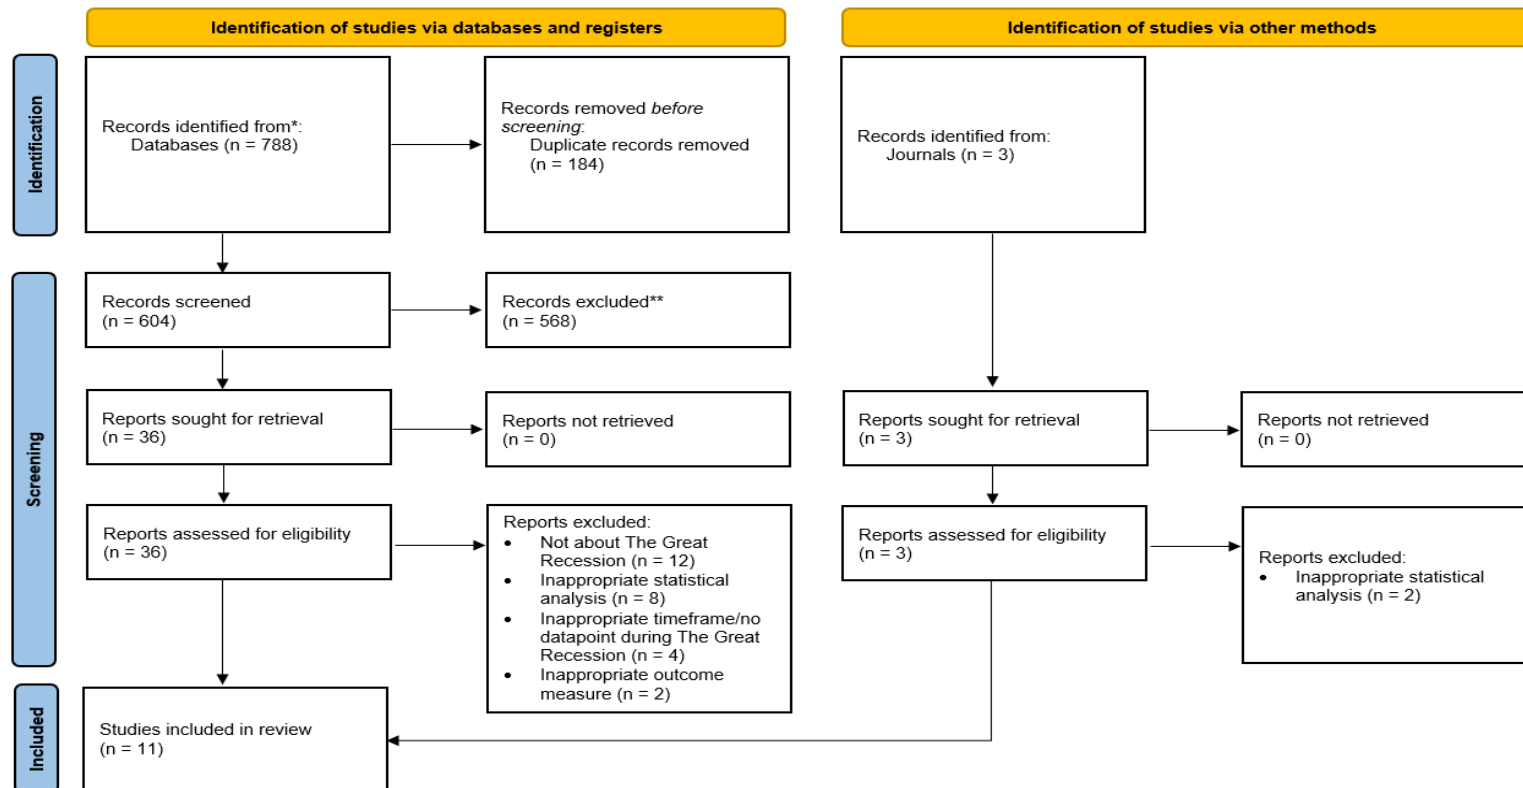 Identification of studies via databases and registers
Identification of studies via other methods
Identification
Records identified from*:
Databases (n = 788)
Records removed before
screening:
Duplicate records removed
(n = 184)
Records identified from:
Journals (n = 3)
Screening
Records screened
(n = 604)
Records excluded**
(n = 568)
Reports sought for retrieval
(n = 36)
Reports not retrieved
(n = 0)
Reports sought for retrieval
(n = 3)
Reports not retrieved
(n = 0)
Reports assessed for eligibility
(n = 36)
Reports excluded:
• Not about The Great
Recession (n = 12)
• Inappropriate statistical
analysis (n = 8)
• Inappropriate timeframe/no
datapoint during The Great
Recession (n = 4)
• Inappropriate outcome
measure (n = 2)
Reports assessed for eligibility
(n = 3)
Reports excluded:
• Inappropriate statistical
analysis (n = 2)
Included
Studies included in review
(n = 11)